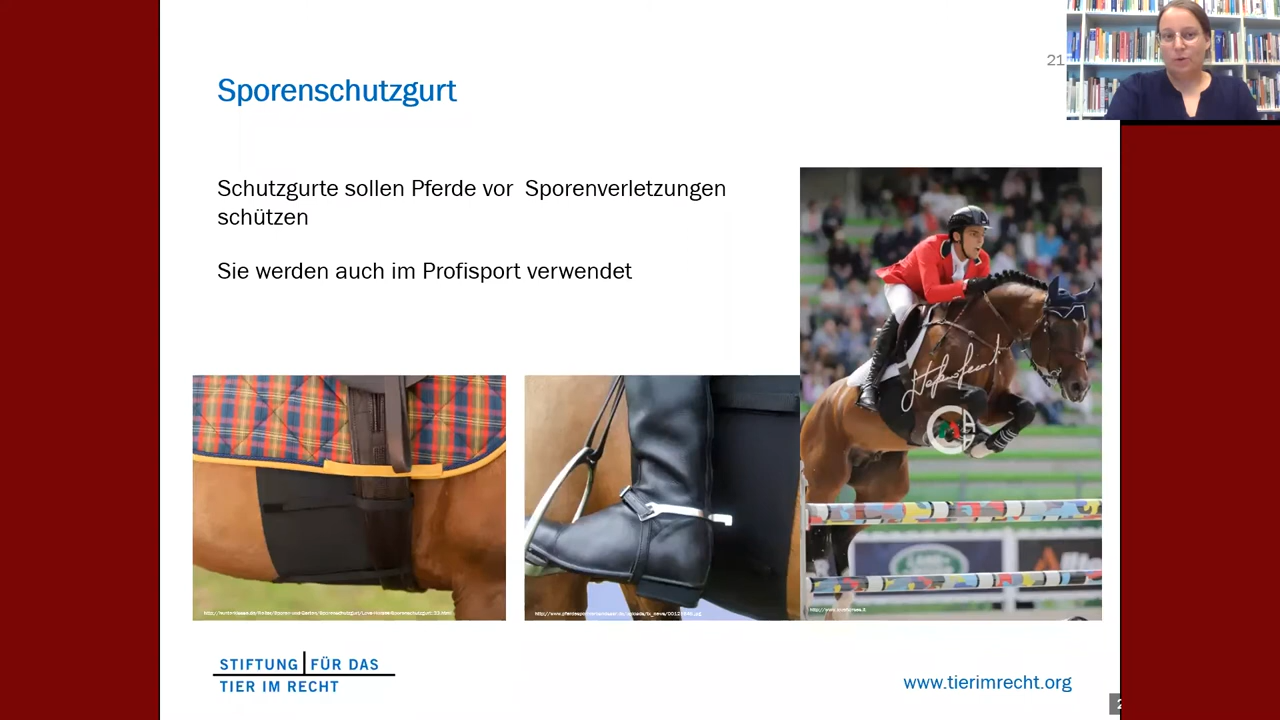 21
Sporenschutzgurt
Schutzgurte sollen Pferde vor Sporenverletzungen
schützen
Sie werden auch im Profisport verwendet
STIFTUNG FÜR DAS
TIER IM RECHT
www.tierimrecht.org